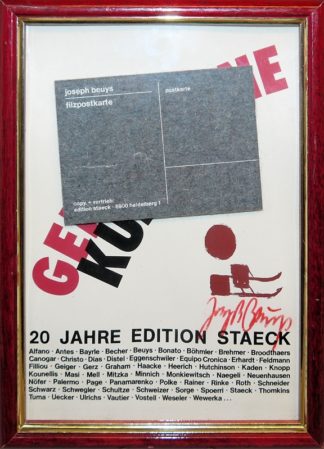 joseph beuys
filzpostkarte
postkarte
copy + vertrieb:
edition staeck · 6900 heidelberg 1
Joseph Beuys
20 JAHRE EDITION STAECK
Alfano · Antes · Bayrle · Becher · Beuys · Bonato · Böhmler · Brehmer · Broodthaers
Canogar · Christo · Dias · Distel · Eggenschwiler · Equipo Cronica · Erhardt · Feldmann
Filliou · Geiger · Gerz · Graham · Haacke · Heerich · Hutchinson · Kaden · Knopp
Kounellis · Masi · Mell · Mitzka · Minnich · Monkiewitsch · Naegeli · Neuenhausen
Nöfer · Palermo · Page · Panamarenko · Polke · Rainer · Rinke · Roth · Schneider
Schwarz · Schwegler · Schultze · Schweizer · Sorge · Spoerri · Staeck · Thomkins
Tuma · Uecker · Ulrichs · Vautier · Vostell · Weseler · Wewerka ...